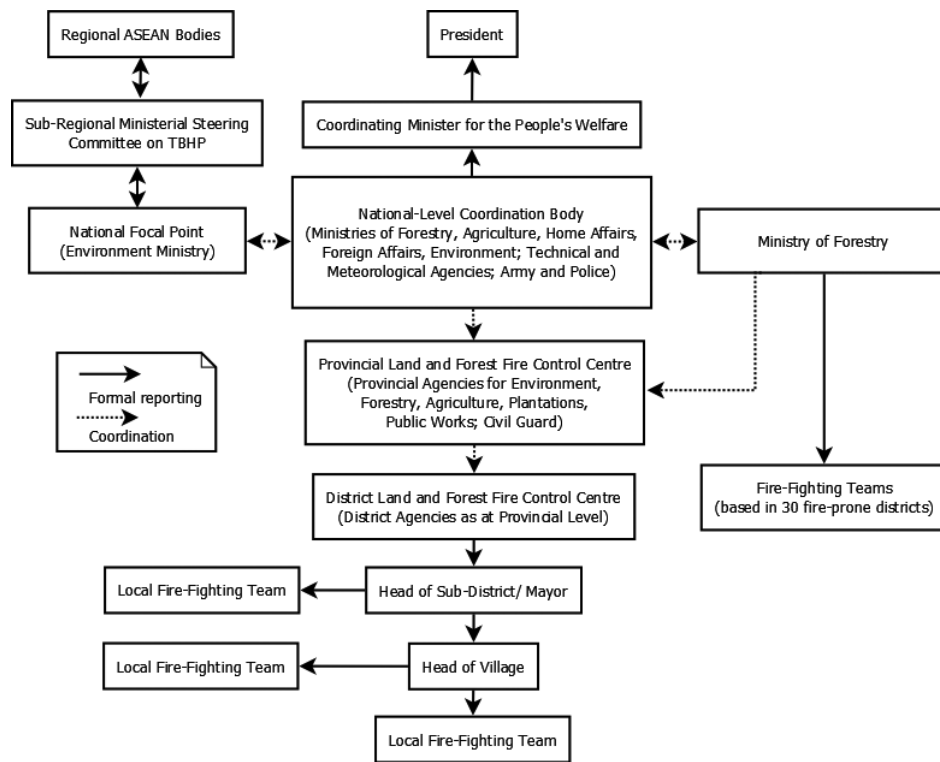 Regional ASEAN Bodies
President
Sub-Regional Ministerial Steering
Committee on TBHP
Coordinating Minister for the People's Welfare
National Focal Point
(Environment Ministry)
National-Level Coordination Body
(Ministries of Forestry, Agriculture, Home Affairs,
Foreign Affairs, Environment; Technical and
Meteorological Agencies; Army and Police)
Ministry of Forestry
Formal reporting
Coordination
Provincial Land and Forest Fire Control Centre
(Provincial Agencies for Environment,
Forestry, Agriculture, Plantations,
Public Works; Civil Guard)
District Land and Forest Fire Control Centre
(District Agencies as at Provincial Level)
Fire-Fighting Teams
(based in 30 fire-prone districts)
Local Fire-Fighting Team
Head of Sub-District/ Mayor
Local Fire-Fighting Team
Head of Village
Local Fire-Fighting Team